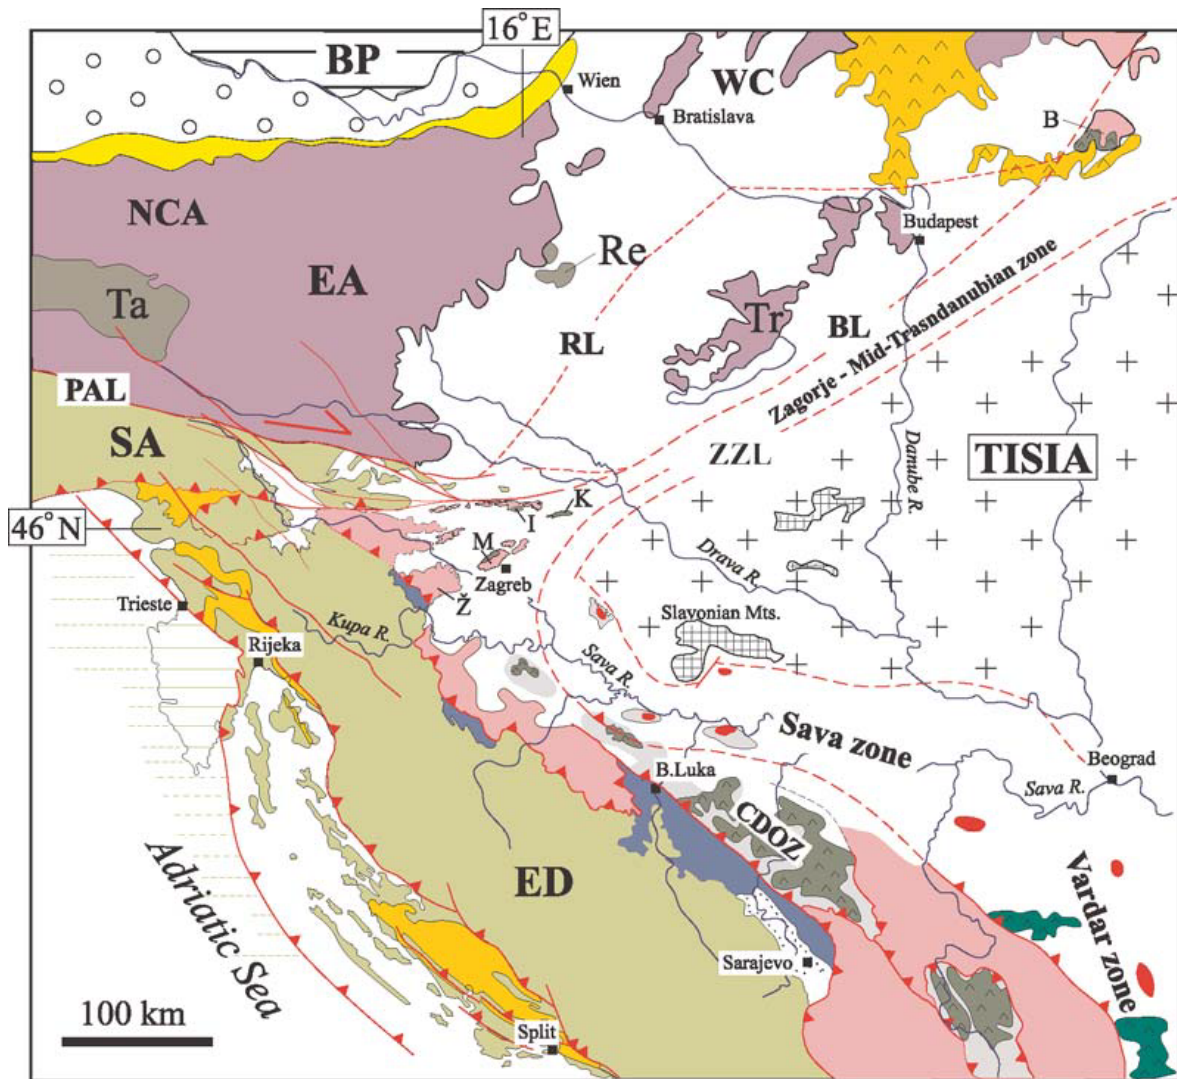 16°E
BP
Wien
WC
Bratislava
B
NCA
Budapest
Re
EA
Ta
Tr
BL
RL
Zagorje - Mid-Trasndanubian zone
PAL
SA
ZZL
Danube R.
TISIA
K
I
46°N
M
Zagreb
Drava R.
Trieste
Ž
Slavonian Mts.
Kupa R.
Rijeka
Sava R.
Sava zone
Beograd
B.Luka
Sava R.
CDOZ
Adriatic Sea
ED
Vardar zone
Sarajevo
100 km
Split